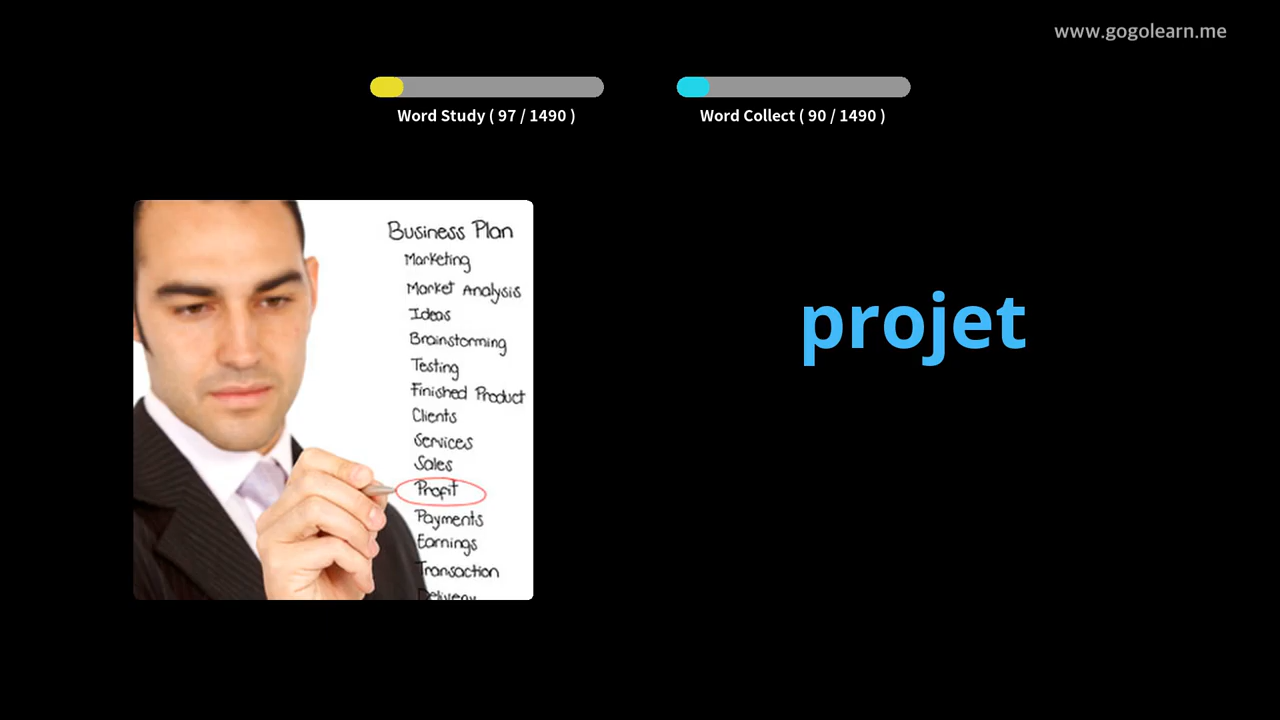 www.gogolearn.me
Word Study ( 97 / 1490 )
Word Collect ( 90 / 1490 )
Business Plan
Marketing
Market Analysis
Ideas
Brainstorming
Testing
Finished Product
Clients
Services
Sales
Profit
Payments
Earnings
Transaction
Delivery
projet